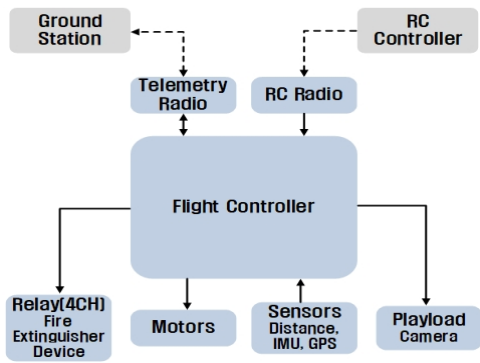 Ground
Station
RC
Controller
Telemetry
Radio
RC Radio
Flight Controller
Relay(4CH)
Fire
Extinguisher
Device
Motors
Sensors
Distance,
IMU, GPS
Playload
Camera